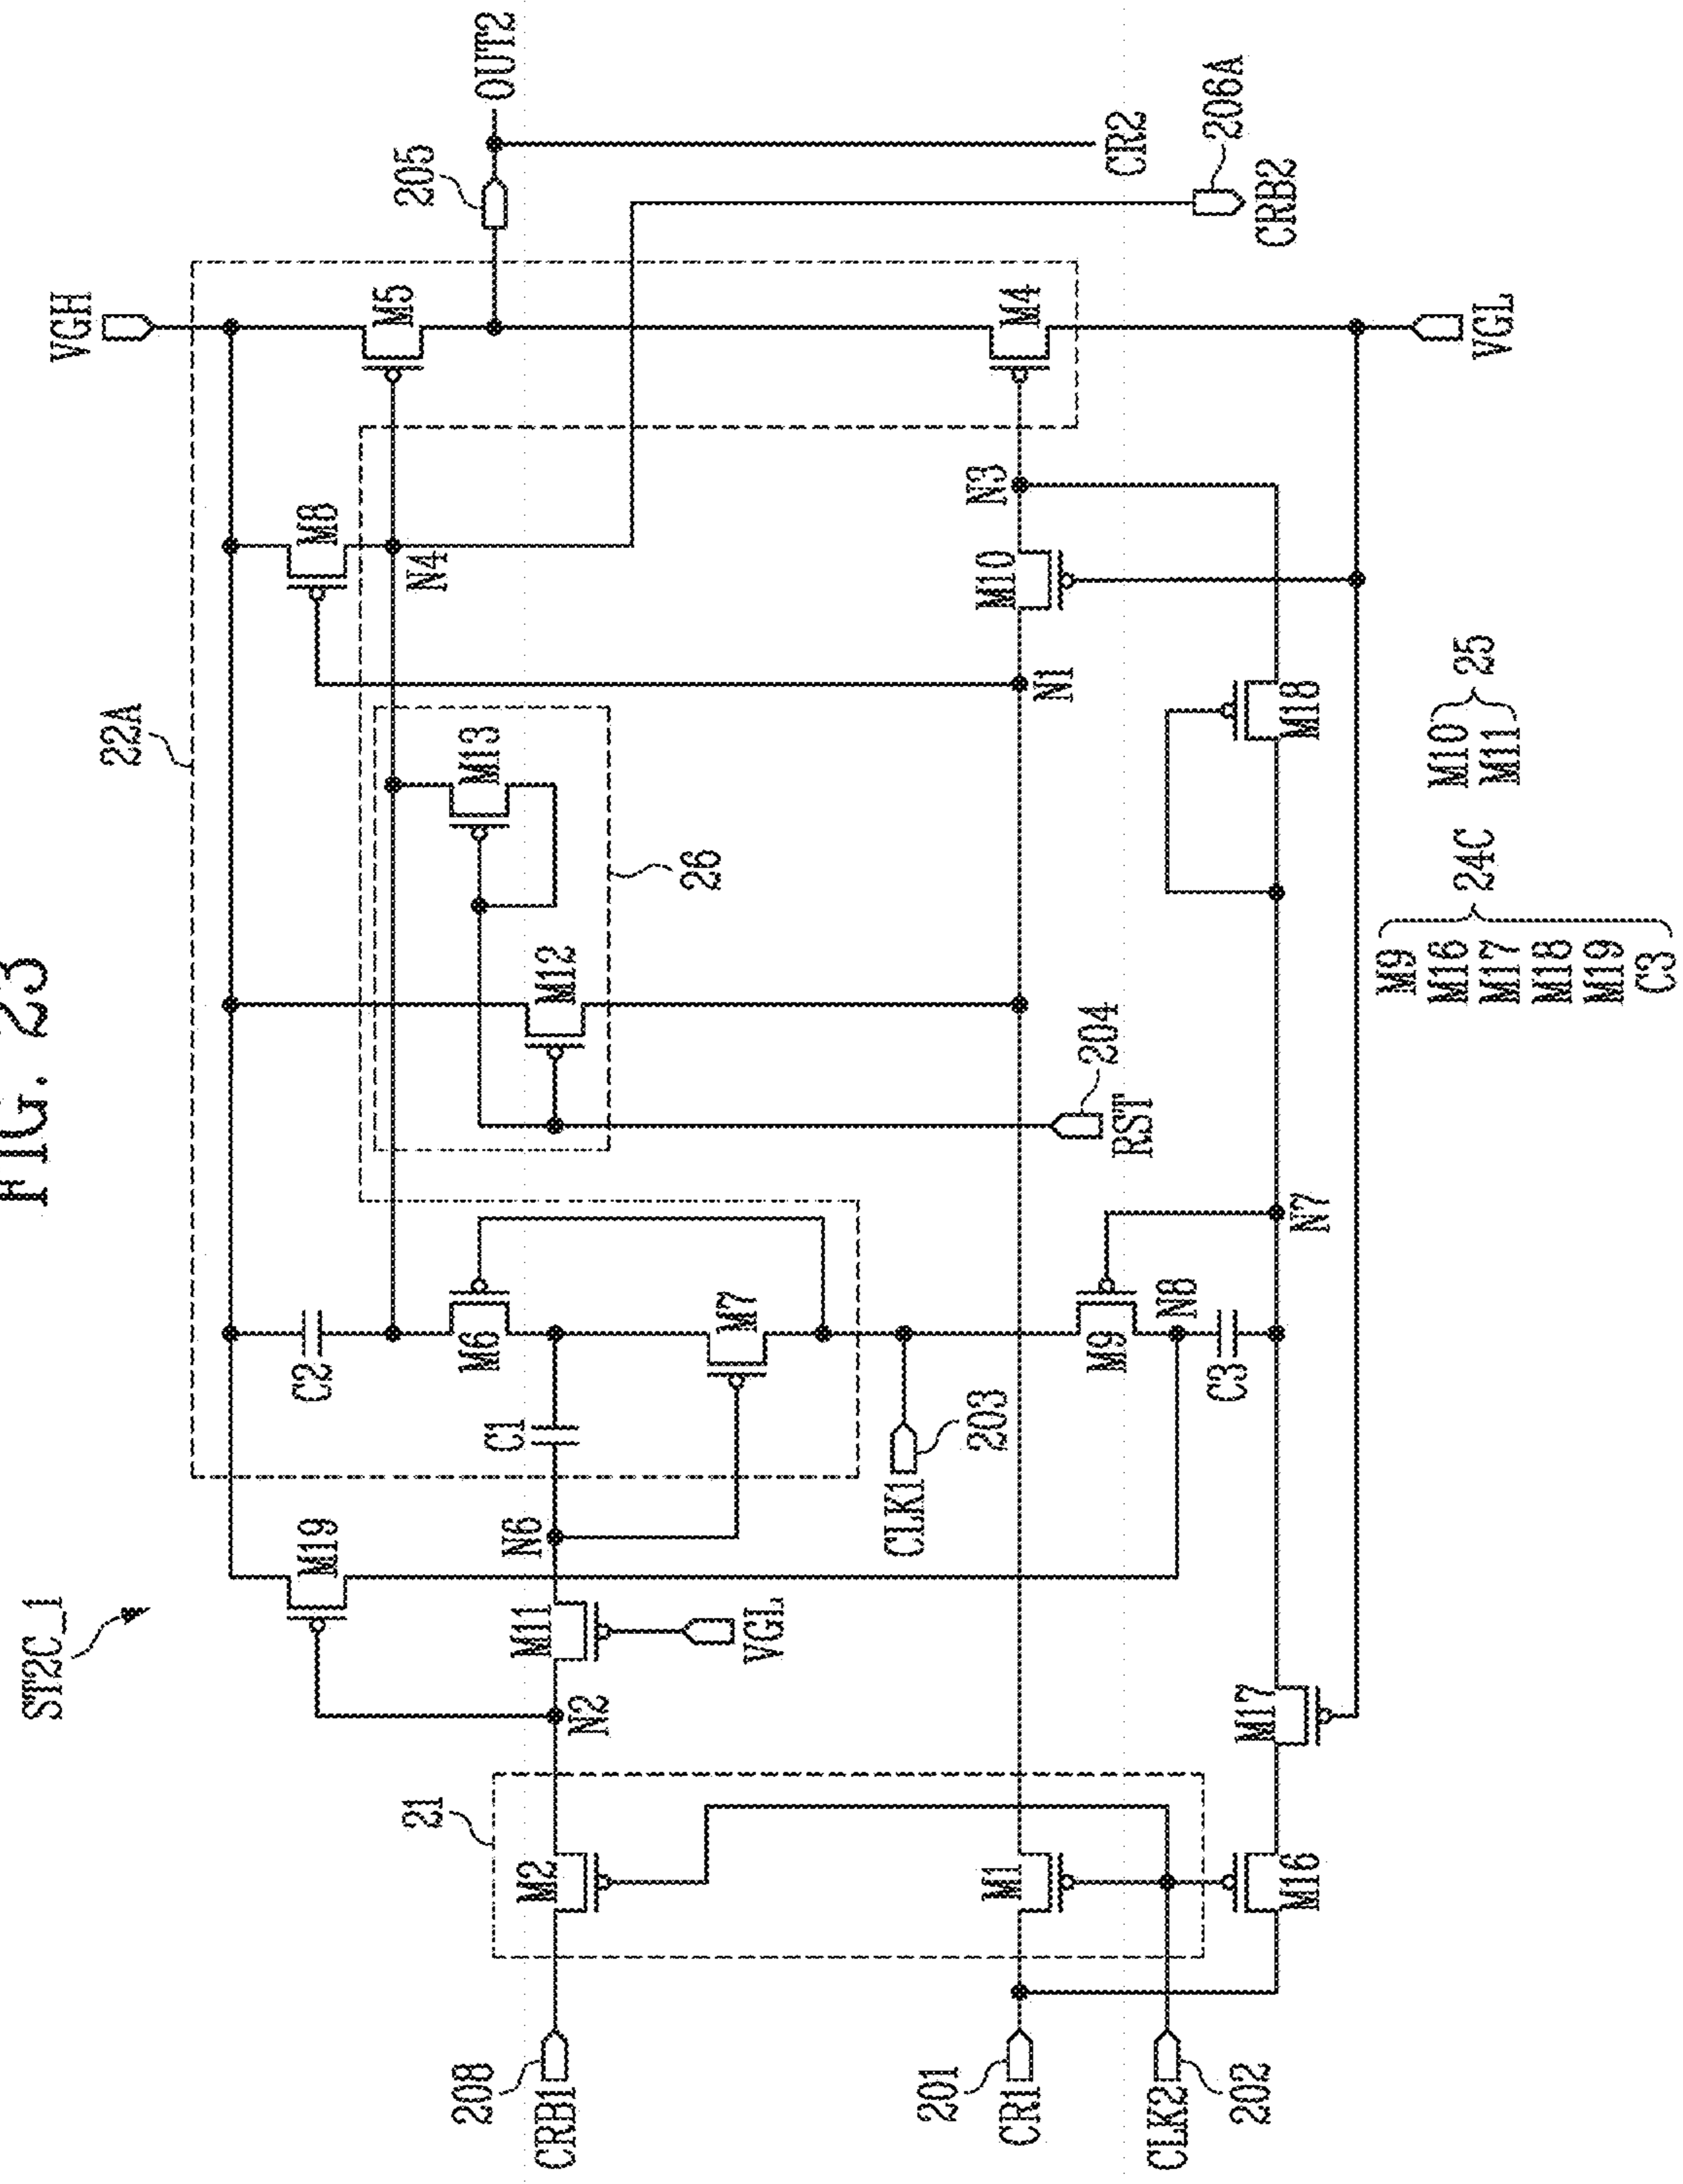 FIG. 23
ST2C_1
22A
VGH
M19
C2
M8
M5
205
OUT2
N4
M13
M6
26
M12
C1
N6
M11
VGL
N2
21
M2
208
CRB1
M7
CLK1
203
RST
204
M10
N3
N1
M4
CR2
206A
CRB2
M9
N8
C3
N7
M18
M17
M1
M16
201
CR1
CLK2
202
VGL
M9
M16
M17
M18
M19
C3
24C
M10
M11
25